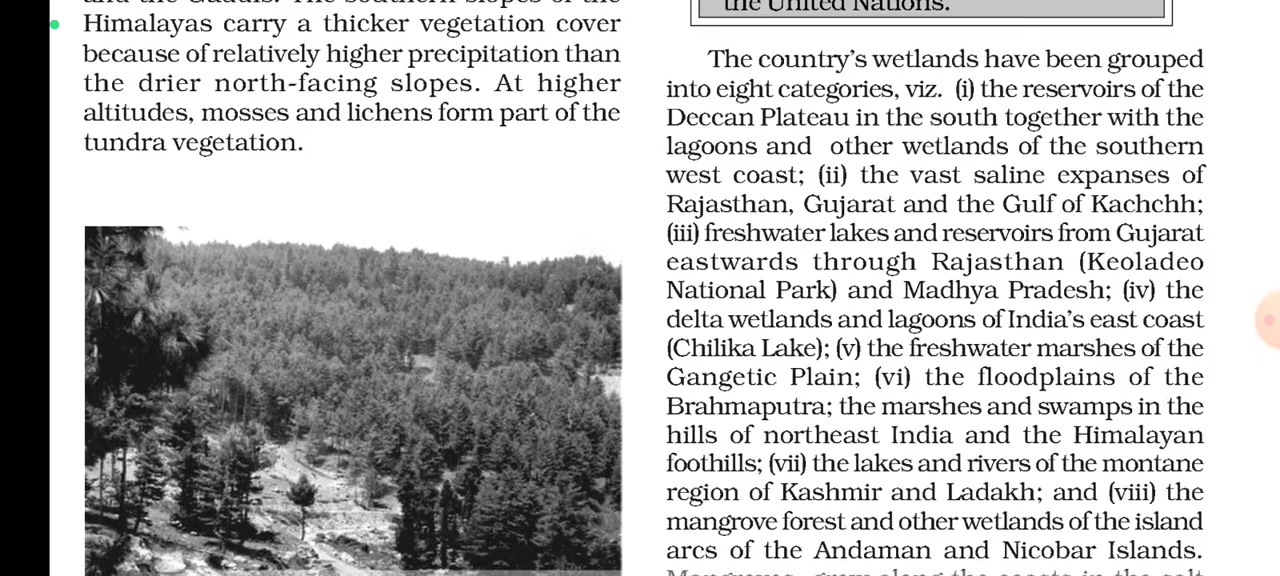 Himalayas carry a thicker vegetation cover
because of relatively higher precipitation than
the drier north-facing slopes. At higher
altitudes, mosses and lichens form part of the
tundra vegetation.
the United Nations.
The country's wetlands have been grouped
into eight categories, viz. (i) the reservoirs of the
Deccan Plateau in the south together with the
lagoons and other wetlands of the southern
west coast; (ii) the vast saline expanses of
Rajasthan, Gujarat and the Gulf of Kachchh;
(iii) freshwater lakes and reservoirs from Gujarat
eastwards through Rajasthan (Keoladeo
National Park) and Madhya Pradesh; (iv) the
delta wetlands and lagoons of India's east coast
(Chilika Lake); (v) the freshwater marshes of the
Gangetic Plain; (vi) the floodplains of the
Brahmaputra; the marshes and swamps in the
hills of northeast India and the Himalayan
foothills; (vii) the lakes and rivers of the montane
region of Kashmir and Ladakh; and (viii) the
mangrove forest and other wetlands of the island
arcs of the Andaman and Nicobar Islands.